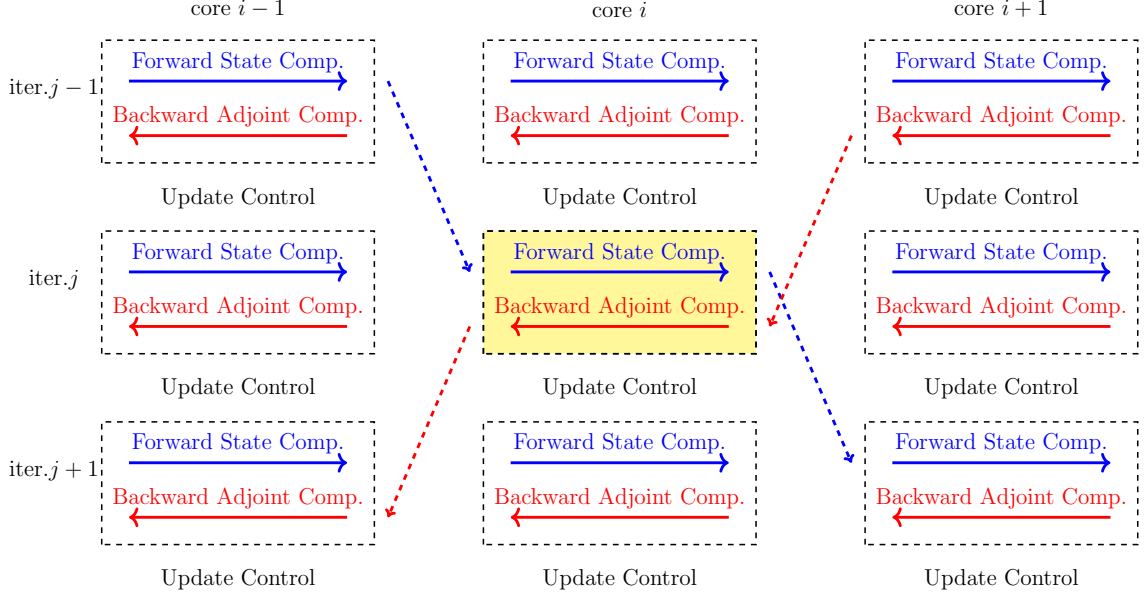 core i − 1 core i core i + 1
Forward State Comp. Forward State Comp. Forward State Comp.
iter.j − 1
Backward Adjoint Comp. Backward Adjoint Comp. Backward Adjoint Comp.
Update Control Update Control Update Control
Forward State Comp. Forward State Comp. Forward State Comp.
iter.j
Backward Adjoint Comp. Backward Adjoint Comp. Backward Adjoint Comp.
Update Control Update Control Update Control
Forward State Comp. Forward State Comp. Forward State Comp.
iter.j + 1
Backward Adjoint Comp. Backward Adjoint Comp. Backward Adjoint Comp.
Update Control Update Control Update Control